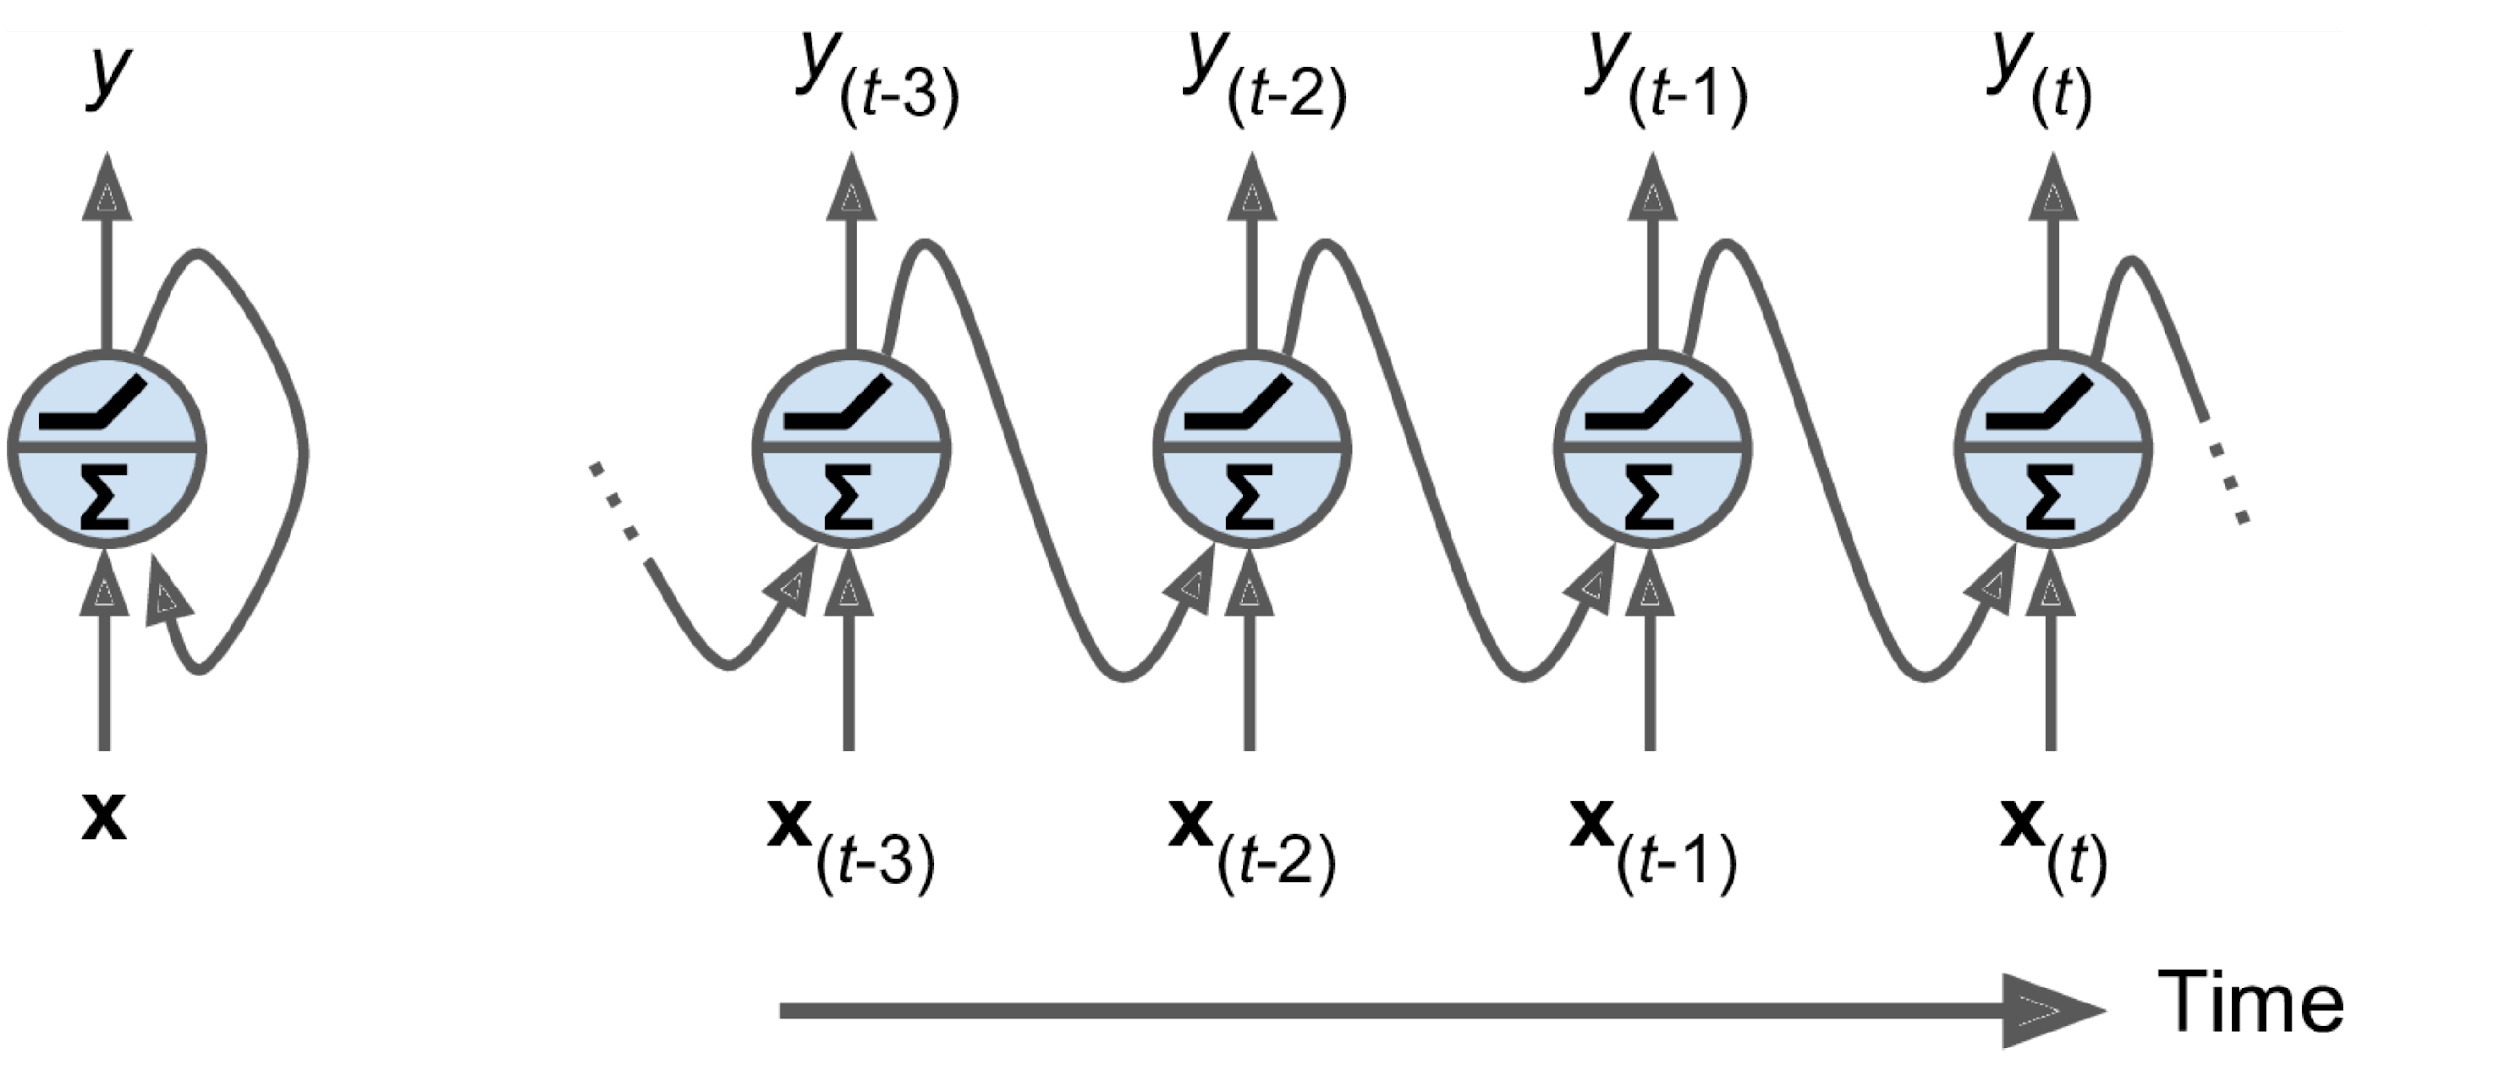 y y(t-3) y(t-2) y(t-1) y(t)
Σ Σ Σ Σ Σ
x x(t-3) x(t-2) x(t-1) x(t)
Time